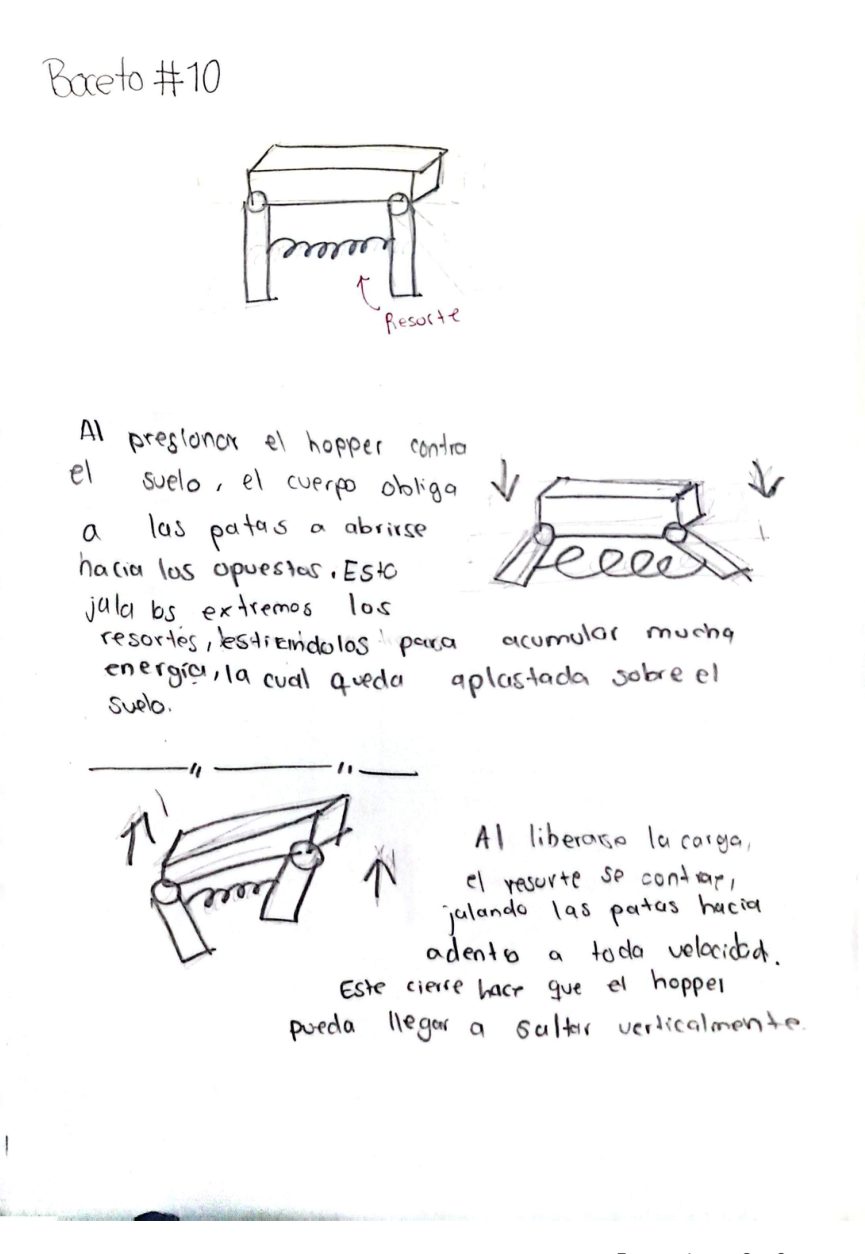 Boceto #10
Resorte
Al presionar el hopper contra
el suelo, el cuerpo obliga
a las patas a abrirse
hacia los opuestas. Esto
jala los extremos los
resortes, estirándolos para acumular mucha
energía, la cual queda aplastada sobre el
suelo.
Al liberarse la carga,
el resorte se contrae,
jalando las patas hacia
adentro a toda velocidad.
Este cierre hace que el hopper
pueda llegar a saltar verticalmente.